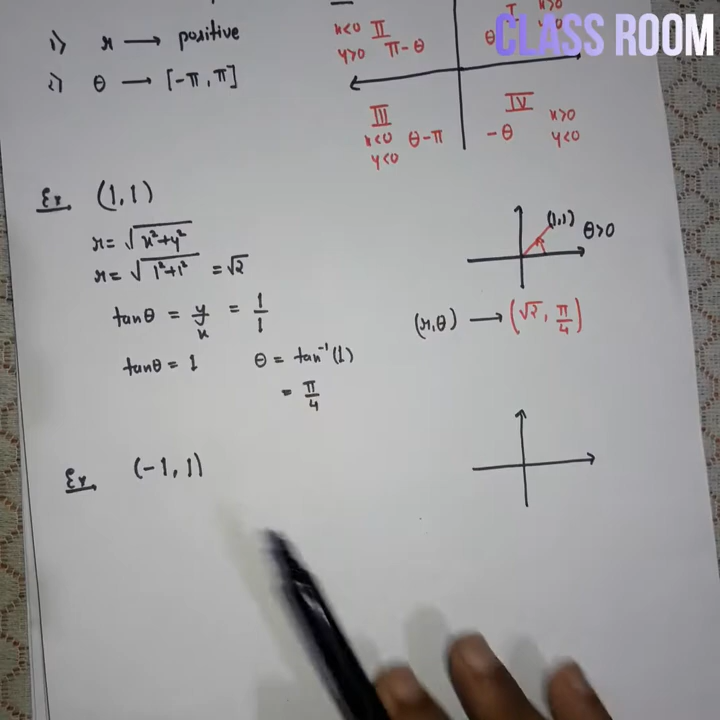 i) r → positive
ii) θ → [-π, π]
x<0 II
y>0 π-θ
I x>0
θ
CLASS ROOM
III
x<0 θ-π
y<0
IV
x>0
-θ y<0
Ex. (1,1)
r = √x²+y²
r = √1²+1² = √2
tanθ = y/x = 1/1
tanθ = 1 θ = tan⁻¹(1)
= π/4
(1,1) θ>0
(r,θ) → (√2, π/4)
Ex. (-1,1)